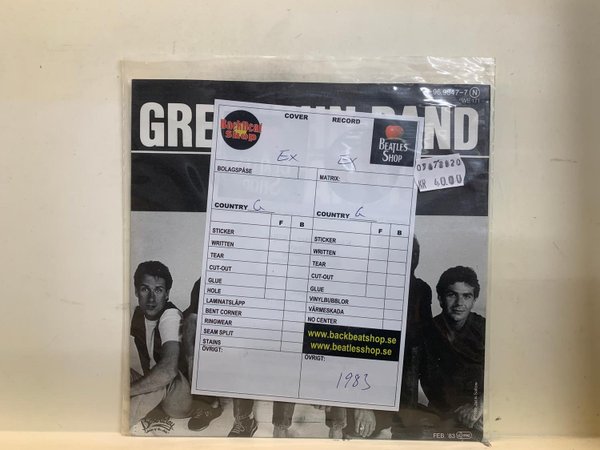 96.9847-7 N
GRE
BAND
BackBeat
Shop
COVER
RECORD
BEATLES
SHOP
EX
EX
03078020
KR 40.00
BOLAGSPÅSE
MATRIX:
COUNTRY G
COUNTRY G
F B
F B
STICKER
WRITTEN
TEAR
CUT-OUT
GLUE
HOLE
LAMINATSLÄPP
BENT CORNER
RINGWEAR
SEAM SPLIT
STAINS
ÖVRIGT:
STICKER
WRITTEN
TEAR
CUT-OUT
GLUE
VINYLBUBBLOR
VÄRMESKADA
NO CENTER
www.backbeatshop.se
www.beatlesshop.se
ÖVRIGT:
1983
FEB. '83